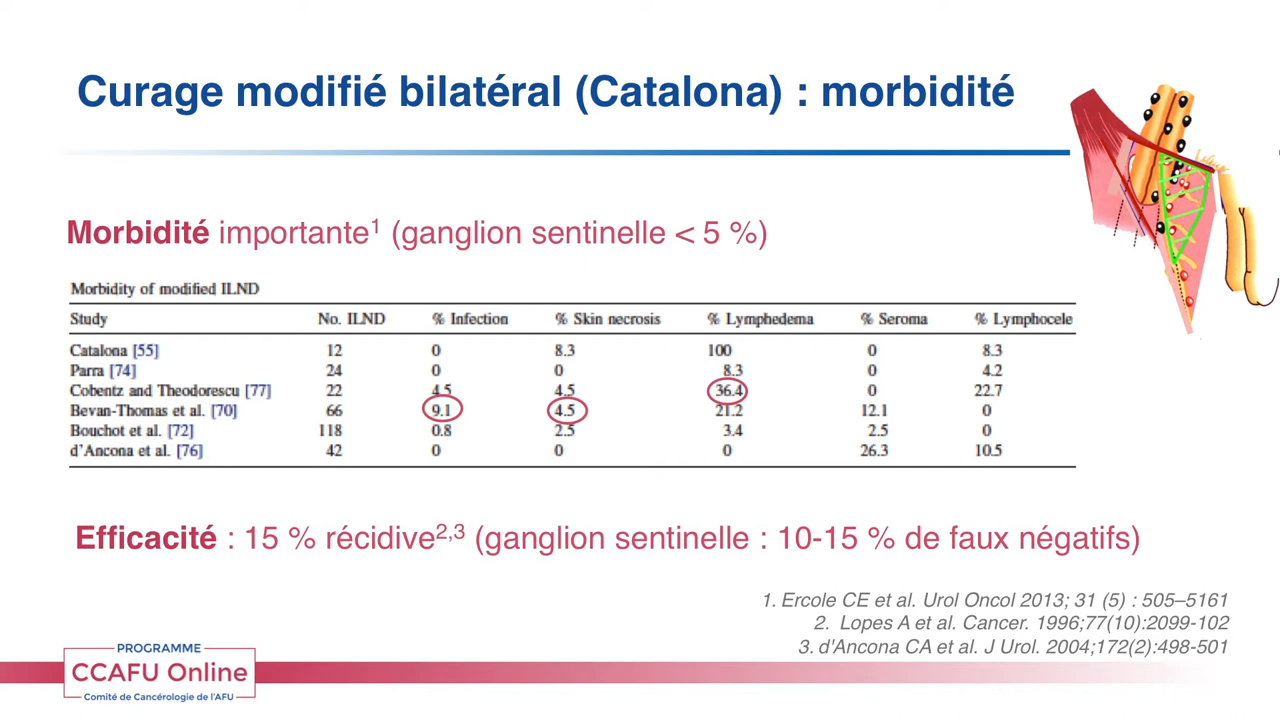 Curage modifié bilatéral (Catalona) : morbidité
Morbidité importante1 (ganglion sentinelle < 5 %)
Morbidity of modified ILND
Study No. ILND % Infection % Skin necrosis % Lymphedema % Seroma % Lymphocele
Catalona [55] 12 0 8.3 100 0 8.3
Parra [74] 24 0 0 8.3 0 4.2
Cobentz and Theodorescu [77] 22 4.5 4.5 36.4 0 22.7
Bevan-Thomas et al. [70] 66 9.1 4.5 21.2 12.1 0
Bouchot et al. [72] 118 0.8 2.5 3.4 2.5 0
d'Ancona et al. [76] 42 0 0 0 26.3 10.5
Efficacité : 15 % récidive2,3 (ganglion sentinelle : 10-15 % de faux négatifs)
1. Ercole CE et al. Urol Oncol 2013; 31 (5) : 505–5161
2. Lopes A et al. Cancer. 1996;77(10):2099-102
3. d'Ancona CA et al. J Urol. 2004;172(2):498-501
PROGRAMME
CCAFU Online
Comité de Cancérologie de l'AFU